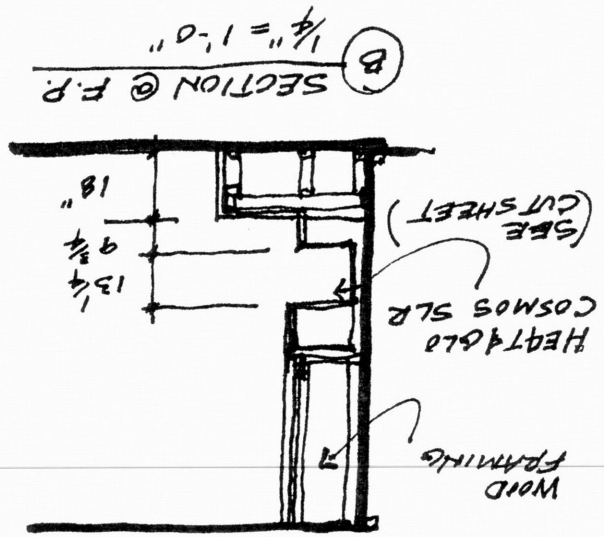 WOOD
FRAMING
HEAT & GLO
COSMOS SLR
(SEE
CUT SHEET)
13 1/4
9 3/4
18"
B
SECTION @ F.P.
1/4" = 1'-0"